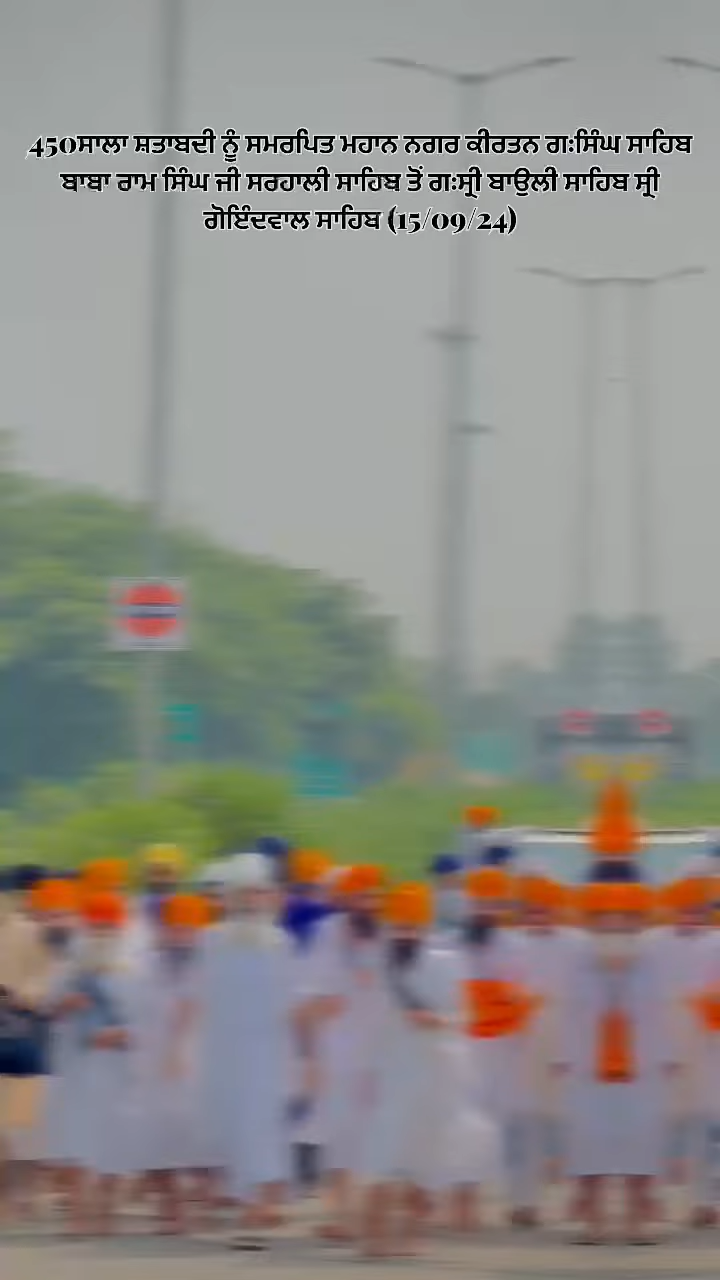 450ਸਾਲਾ ਸ਼ਤਾਬਦੀ ਨੂੰ ਸਮਰਪਿਤ ਮਹਾਨ ਨਗਰ ਕੀਰਤਨ ਗਃਸਿੰਘ ਸਾਹਿਬ
ਬਾਬਾ ਰਾਮ ਸਿੰਘ ਜੀ ਸਰਹਾਲੀ ਸਾਹਿਬ ਤੋਂ ਗਃਸ੍ਰੀ ਬਾਉਲੀ ਸਾਹਿਬ ਸ੍ਰੀ
ਗੋਇੰਦਵਾਲ ਸਾਹਿਬ (15/09/24)